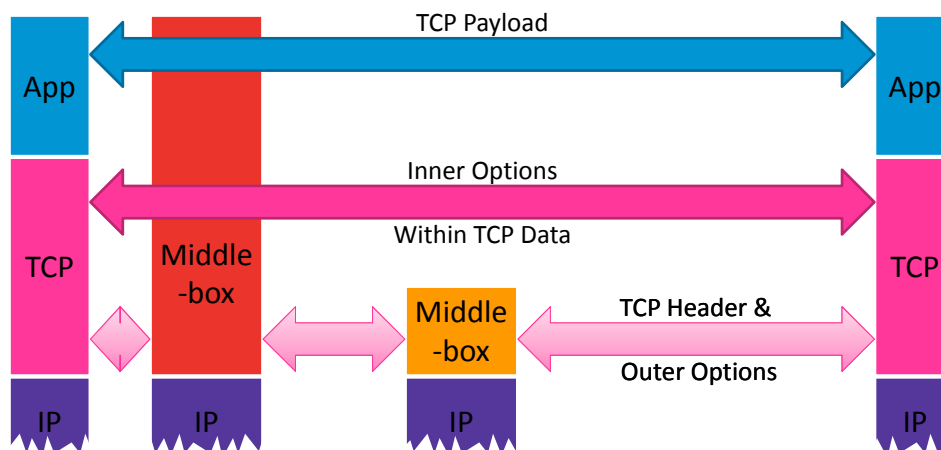 TCP Payload
App
App
Inner Options
Within TCP Data
TCP
Middle
-box
TCP
Middle
-box
TCP Header &
Outer Options
IP
IP
IP
IP